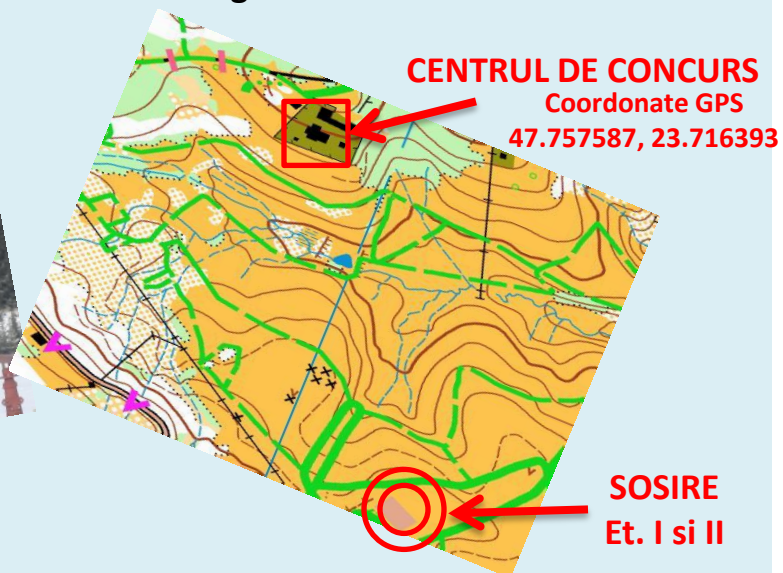 CENTRUL DE CONCURS
Coordonate GPS
47.757587, 23.716393
SOSIRE
Et. I si II